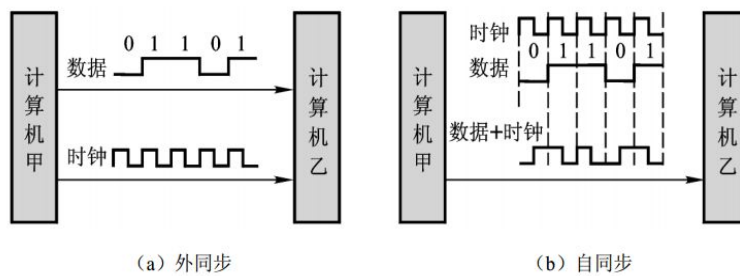 计算机甲
0 1 1 0 1
数据
时钟
计算机乙
(a) 外同步
计算机甲
时钟
0 1 1 0 1
数据
数据+时钟
计算机乙
(b) 自同步